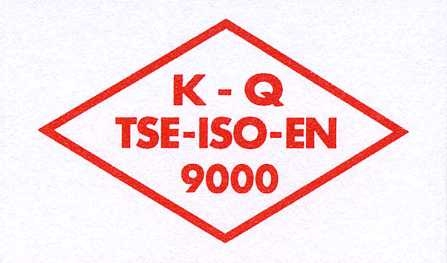 K - Q
TSE-ISO-EN
9000